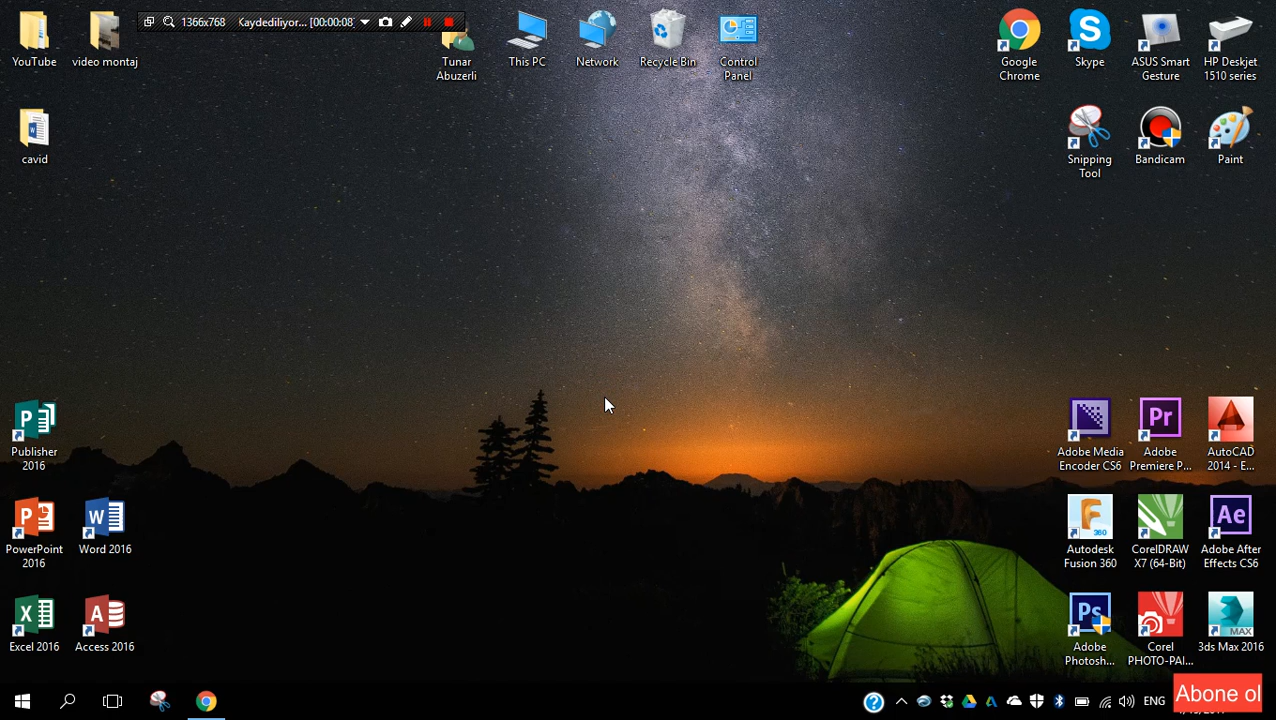 1366x768 Kaydediliyor... [00:00:08]
YouTube
video montaj
Tunar
Abuzerli
This PC
Network
Recycle Bin
Control
Panel
Google
Chrome
Skype
ASUS Smart
Gesture
HP Deskjet
1510 series
cavid
Snipping
Tool
Bandicam
Paint
Publisher
2016
Adobe Media
Encoder CS6
Adobe
Premiere P...
AutoCAD
2014 - E...
PowerPoint
2016
Word 2016
Autodesk
Fusion 360
CorelDRAW
X7 (64-Bit)
Adobe After
Effects CS6
Excel 2016
Access 2016
Adobe
Photosh...
Corel
PHOTO-PAI...
3ds Max 2016
ENG
Abone ol